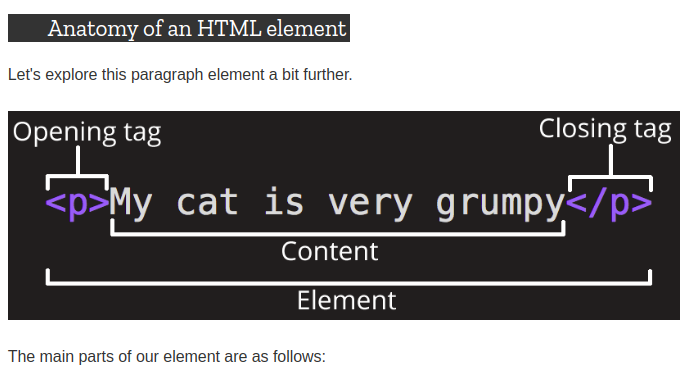 Anatomy of an HTML element
Let's explore this paragraph element a bit further.
Opening tag
Closing tag
<p>My cat is very grumpy</p>
Content
Element
The main parts of our element are as follows: